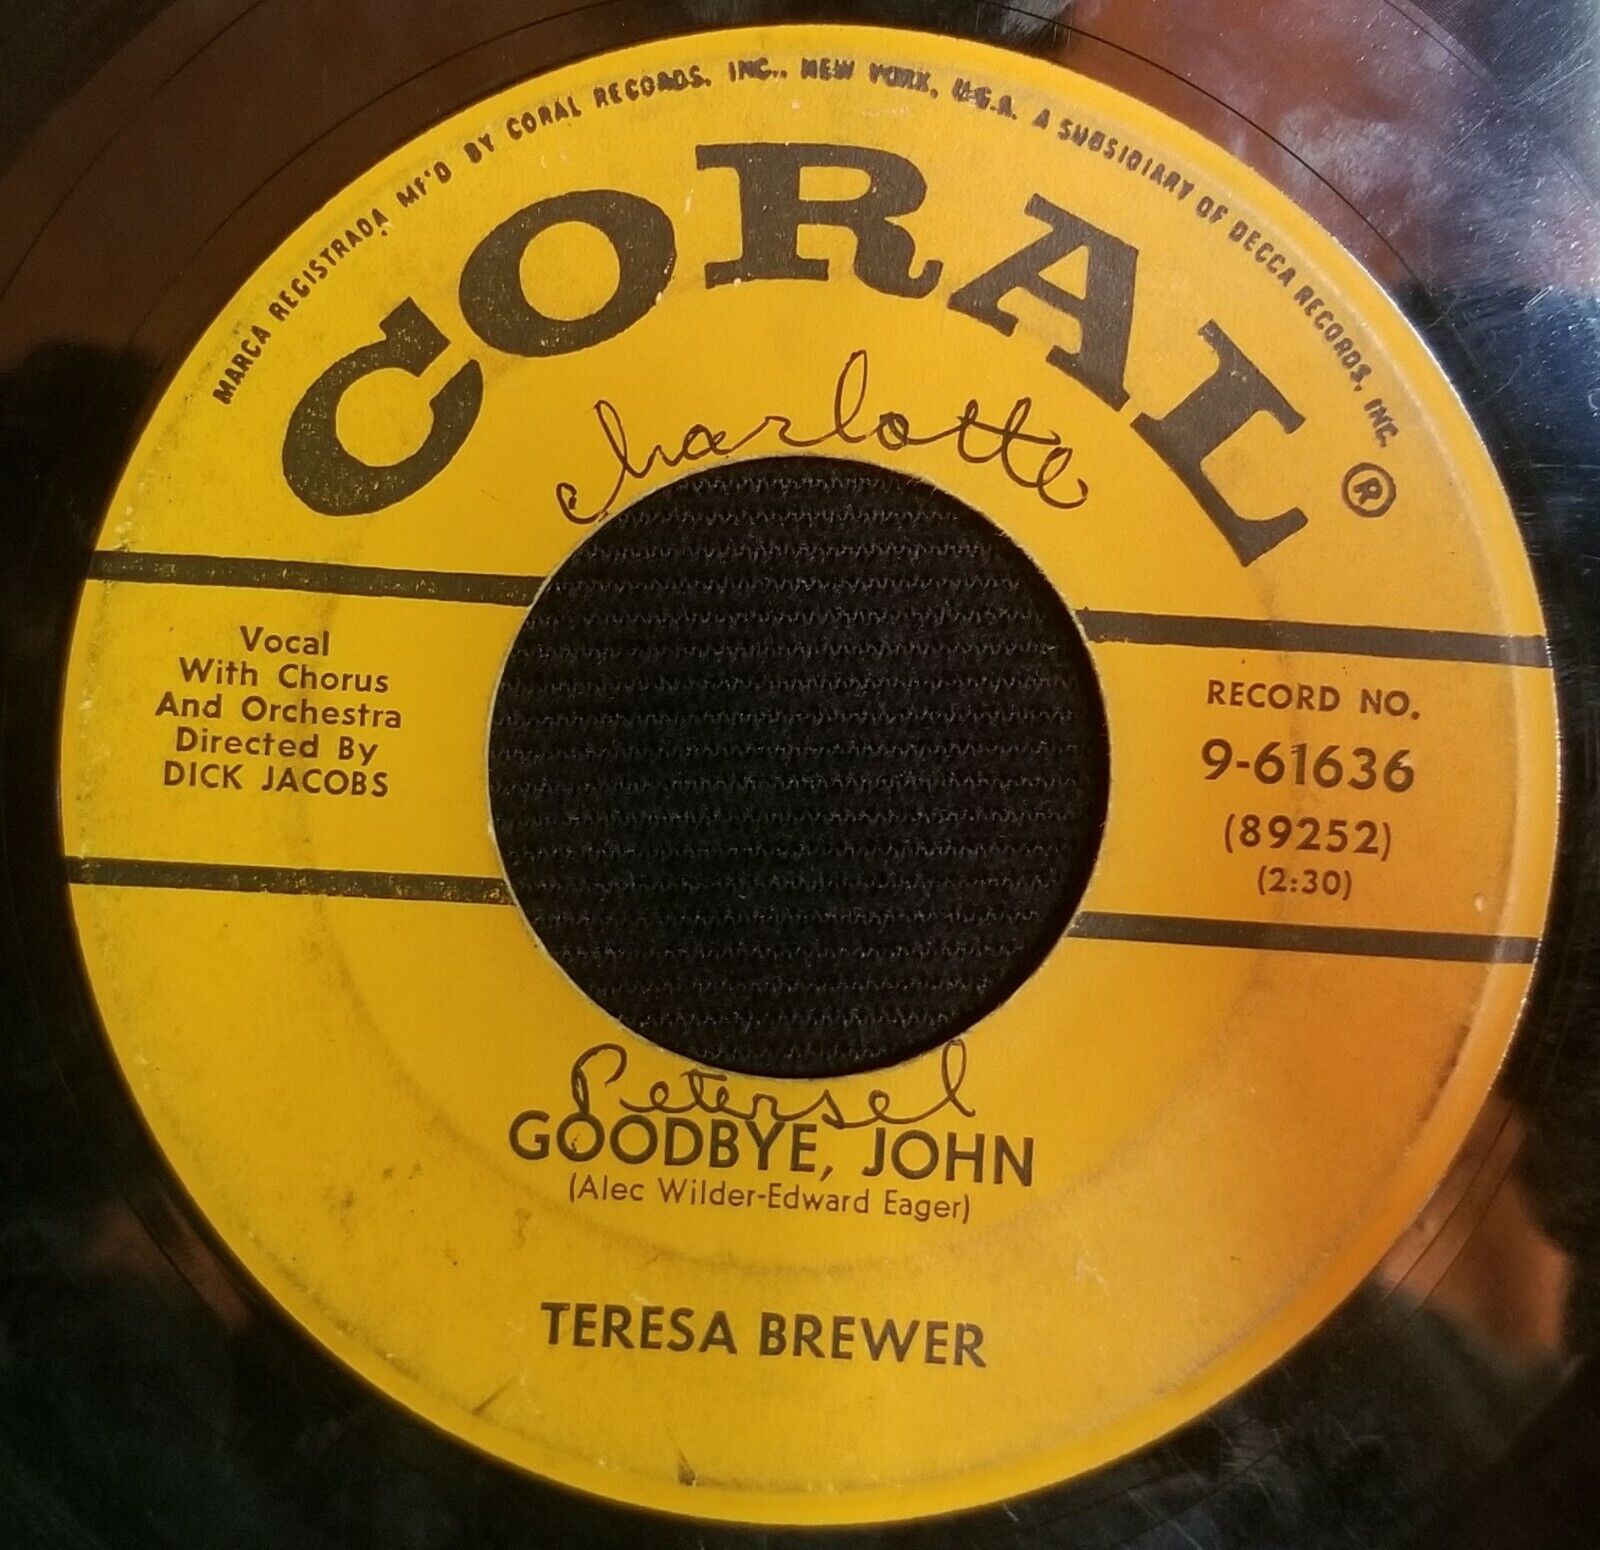 MARCA REGISTRADA MF'D BY CORAL RECORDS, INC., NEW YORK, U.S.A. A SUBSIDIARY OF DECCA RECORDS, INC.
CORAL ®
Charlotte
Vocal
With Chorus
And Orchestra
Directed By
DICK JACOBS
RECORD NO.
9-61636
(89252)
(2:30)
Petersel
GOODBYE, JOHN
(Alec Wilder-Edward Eager)
TERESA BREWER